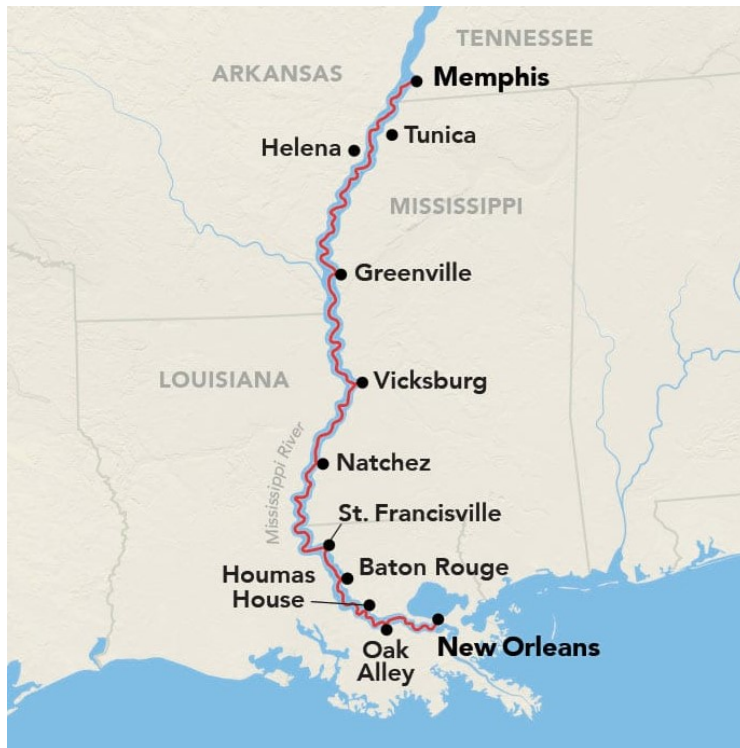 TENNESSEE
ARKANSAS
Memphis
Tunica
Helena
MISSISSIPPI
Greenville
LOUISIANA
Vicksburg
Mississippi River
Natchez
St. Francisville
Baton Rouge
Houmas
House
New Orleans
Oak
Alley